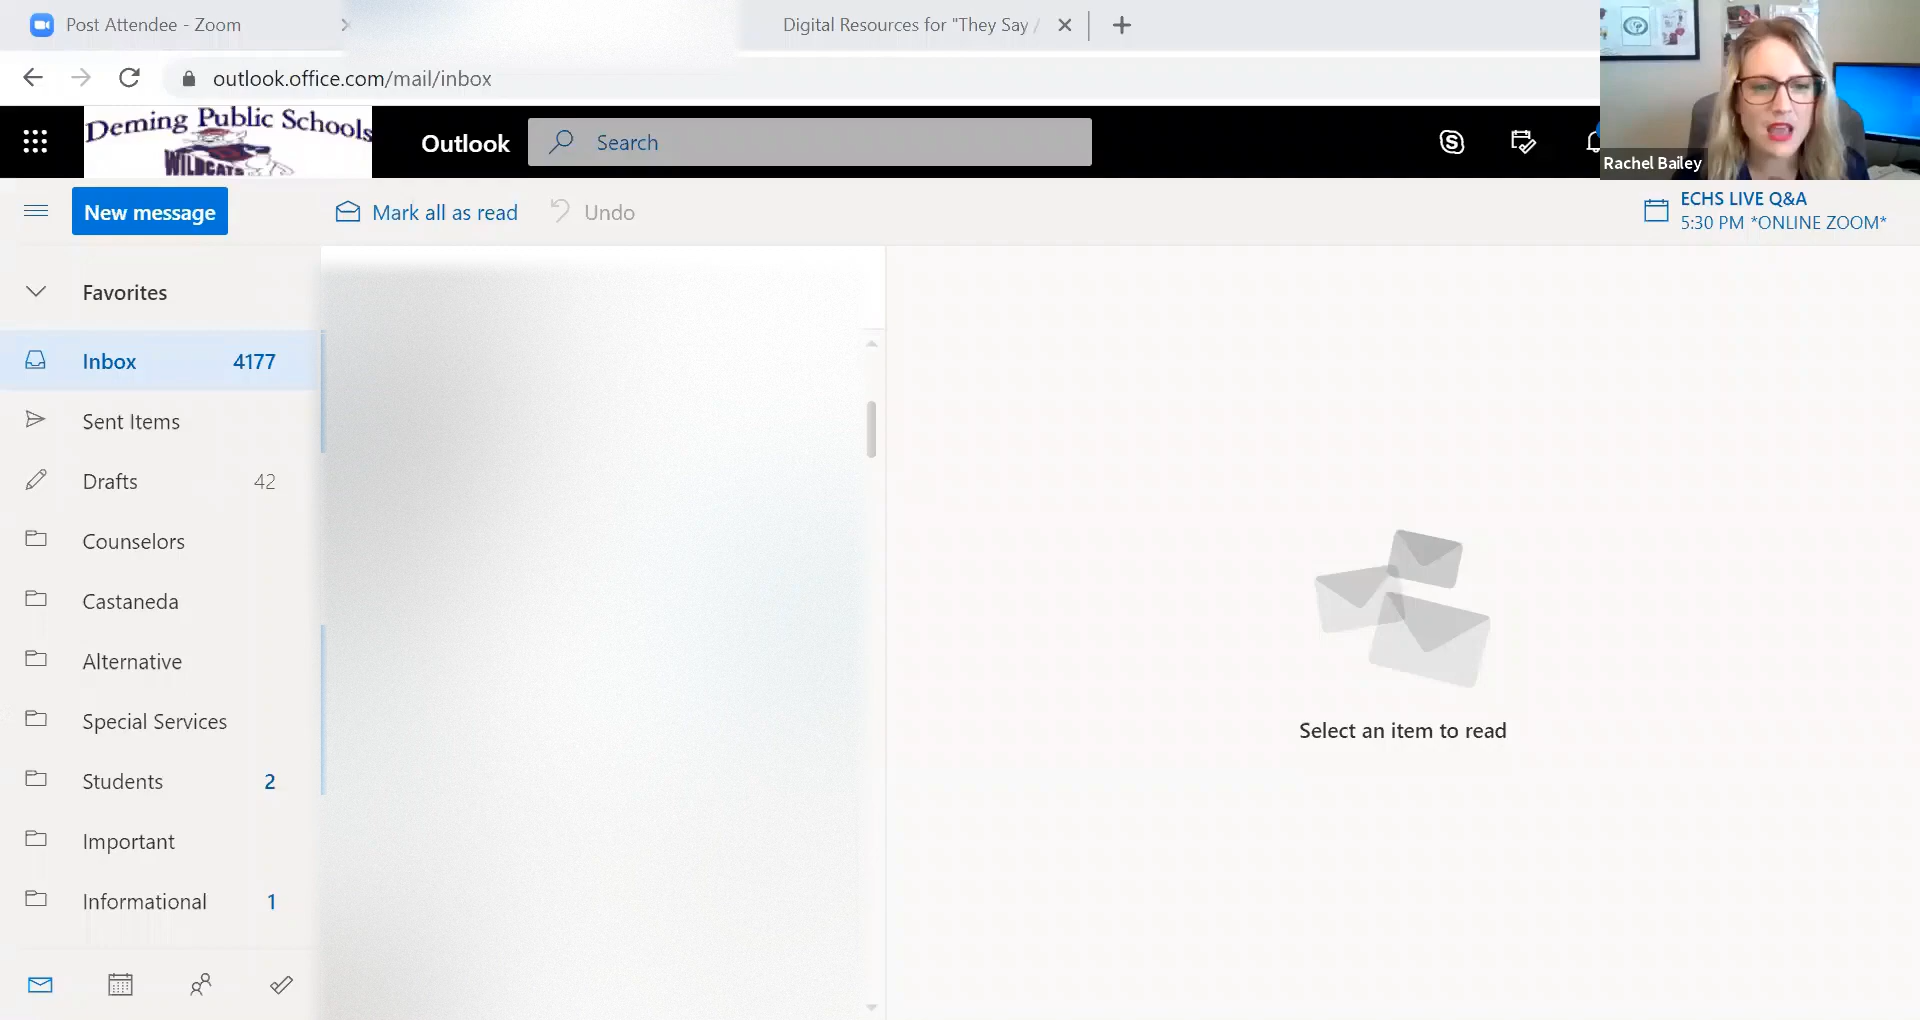 Post Attendee - Zoom
Digital Resources for "They Say /
outlook.office.com/mail/inbox
Deming Public Schools
WILDCATS
Outlook
Search
Rachel Bailey
New message
Mark all as read
Undo
ECHS LIVE Q&A
5:30 PM *ONLINE ZOOM*
Favorites
Inbox 4177
Sent Items
Drafts 42
Counselors
Castaneda
Alternative
Special Services
Students 2
Important
Informational 1
Select an item to read